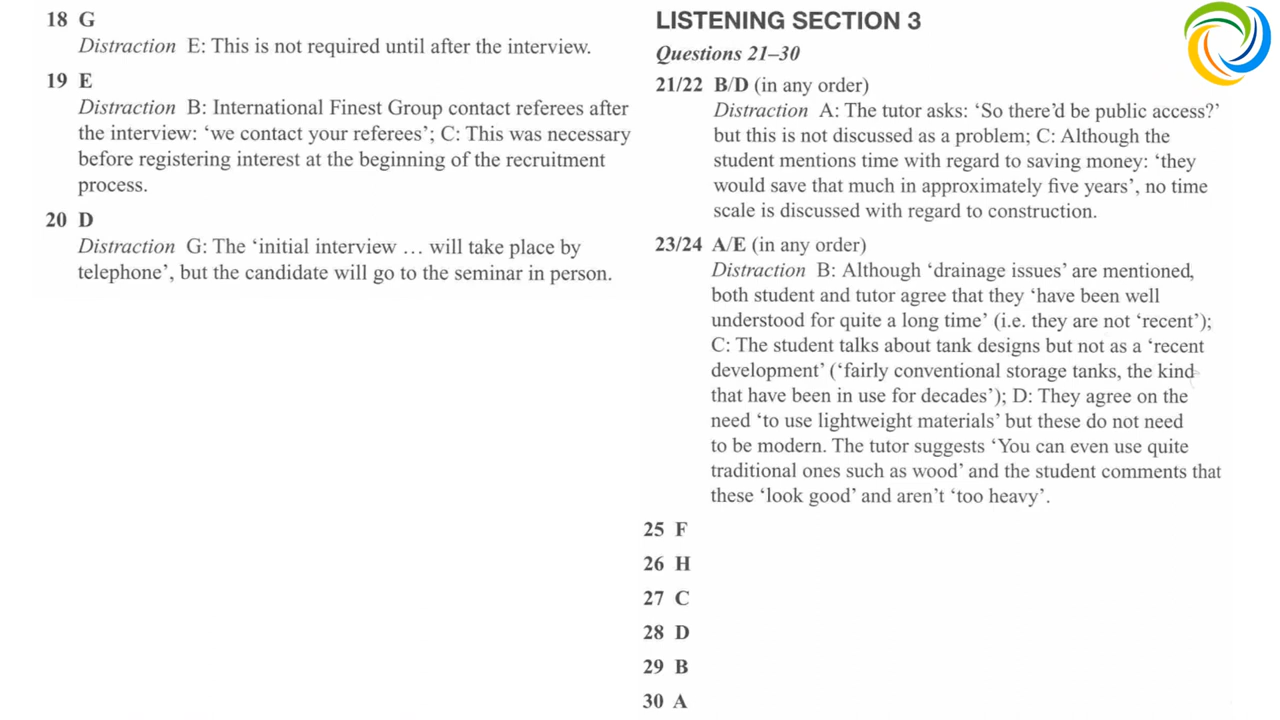 18 G
Distraction E: This is not required until after the interview.
19 E
Distraction B: International Finest Group contact referees after
the interview: ‘we contact your referees’; C: This was necessary
before registering interest at the beginning of the recruitment
process.
20 D
Distraction G: The ‘initial interview … will take place by
telephone’, but the candidate will go to the seminar in person.
LISTENING SECTION 3
Questions 21–30
21/22 B/D (in any order)
Distraction A: The tutor asks: ‘So there’d be public access?’
but this is not discussed as a problem; C: Although the
student mentions time with regard to saving money: ‘they
would save that much in approximately five years’, no time
scale is discussed with regard to construction.
23/24 A/E (in any order)
Distraction B: Although ‘drainage issues’ are mentioned,
both student and tutor agree that they ‘have been well
understood for quite a long time’ (i.e. they are not ‘recent’);
C: The student talks about tank designs but not as a ‘recent
development’ (‘fairly conventional storage tanks, the kind
that have been in use for decades’); D: They agree on the
need ‘to use lightweight materials’ but these do not need
to be modern. The tutor suggests ‘You can even use quite
traditional ones such as wood’ and the student comments that
these ‘look good’ and aren’t ‘too heavy’.
25 F
26 H
27 C
28 D
29 B
30 A